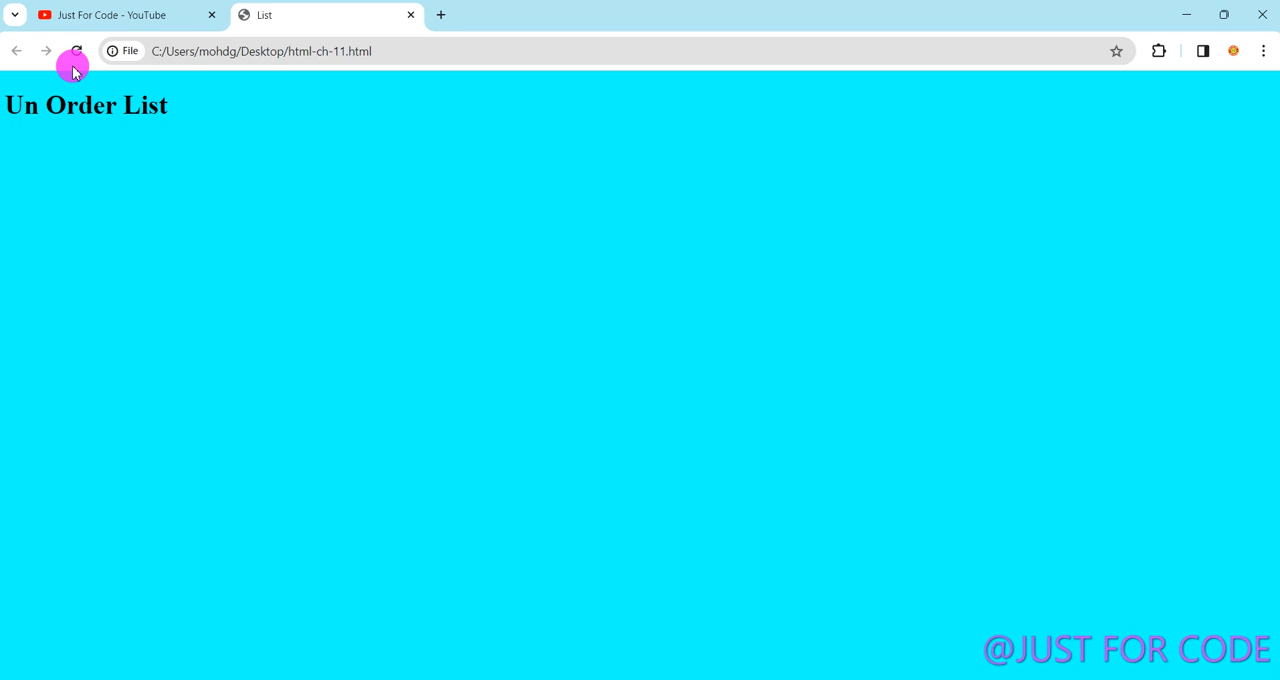 Just For Code - YouTube
List
File
C:/Users/mohdg/Desktop/html-ch-11.html
Un Order List
@JUST FOR CODE